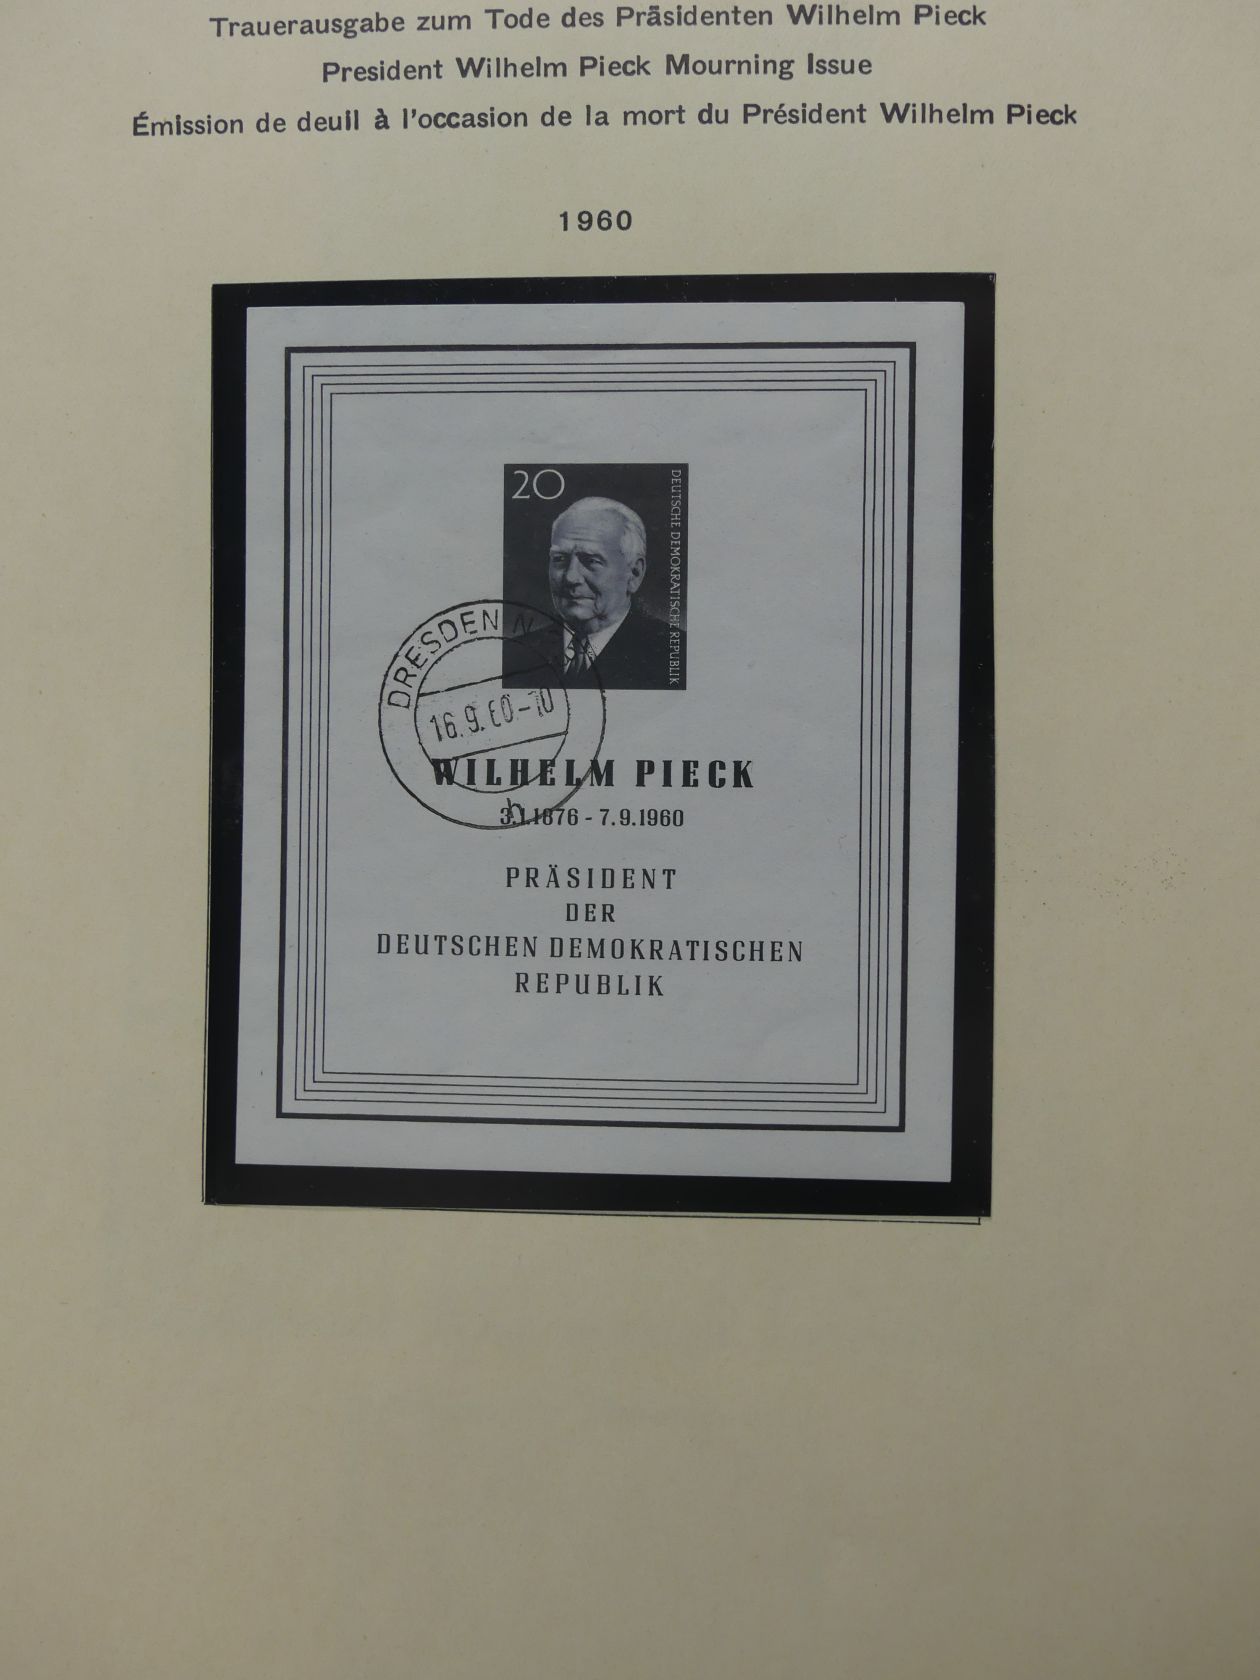 Trauerausgabe zum Tode des Präsidenten Wilhelm Pieck
President Wilhelm Pieck Mourning Issue
Émission de deuil à l'occasion de la mort du Président Wilhelm Pieck
1960
20
DEUTSCHE DEMOKRATISCHE REPUBLIK
DRESDEN N
16.9.60-10
h
WILHELM PIECK
3.1.1876 - 7.9.1960
PRÄSIDENT
DER
DEUTSCHEN DEMOKRATISCHEN
REPUBLIK